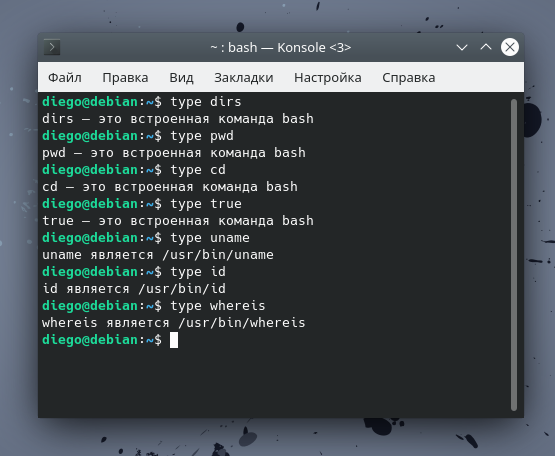 ~ : bash — Konsole <3>
Файл Правка Вид Закладки Настройка Справка
diego@debian:~$ type dirs
dirs — это встроенная команда bash
diego@debian:~$ type pwd
pwd — это встроенная команда bash
diego@debian:~$ type cd
cd — это встроенная команда bash
diego@debian:~$ type true
true — это встроенная команда bash
diego@debian:~$ type uname
uname является /usr/bin/uname
diego@debian:~$ type id
id является /usr/bin/id
diego@debian:~$ type whereis
whereis является /usr/bin/whereis
diego@debian:~$